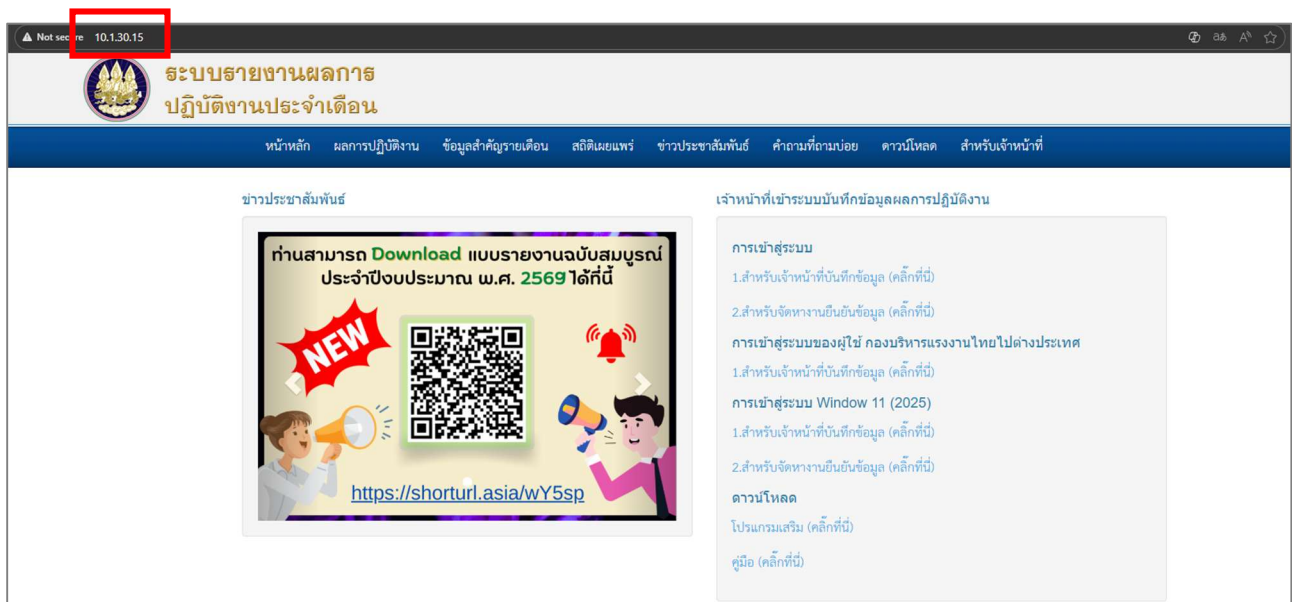 Not secure 10.1.30.15
ระบบรายงานผลการ
ปฏิบัติงานประจำเดือน
หน้าหลัก ผลการปฏิบัติงาน ข้อมูลสำคัญรายเดือน สถิติเผยแพร่ ข่าวประชาสัมพันธ์ คำถามที่ถามบ่อย ดาวน์โหลด สำหรับเจ้าหน้าที่
ข่าวประชาสัมพันธ์
ท่านสามารถ Download แบบรายงานฉบับสมบูรณ์
ประจำปีงบประมาณ พ.ศ. 2569 ได้ที่นี่
NEW
https://shorturl.asia/wY5sp
เจ้าหน้าที่เข้าระบบบันทึกข้อมูลผลการปฏิบัติงาน
การเข้าสู่ระบบ
1.สำหรับเจ้าหน้าที่บันทึกข้อมูล (คลิ๊กที่นี่)
2.สำหรับจัดหางานยืนยันข้อมูล (คลิ๊กที่นี่)
การเข้าสู่ระบบของผู้ใช้ กองบริหารแรงงานไทยไปต่างประเทศ
1.สำหรับเจ้าหน้าที่บันทึกข้อมูล (คลิ๊กที่นี่)
การเข้าสู่ระบบ Window 11 (2025)
1.สำหรับเจ้าหน้าที่บันทึกข้อมูล (คลิ๊กที่นี่)
2.สำหรับจัดหางานยืนยันข้อมูล (คลิ๊กที่นี่)
ดาวน์โหลด
โปรแกรมเสริม (คลิ๊กที่นี่)
คู่มือ (คลิ๊กที่นี่)